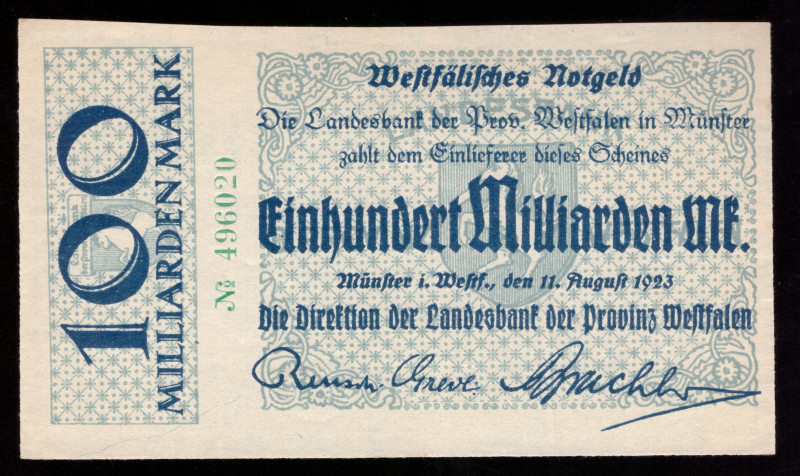 100
MILLIARDEN MARK
№ 496020
Westfälisches Notgeld
Die Landesbank der Prov. Westfalen in Münster
zahlt dem Einlieferer dieses Scheines
Einhundert Milliarden Mk.
Münster i. Westf., den 11. August 1923
Die Direktion der Landesbank der Provinz Westfalen